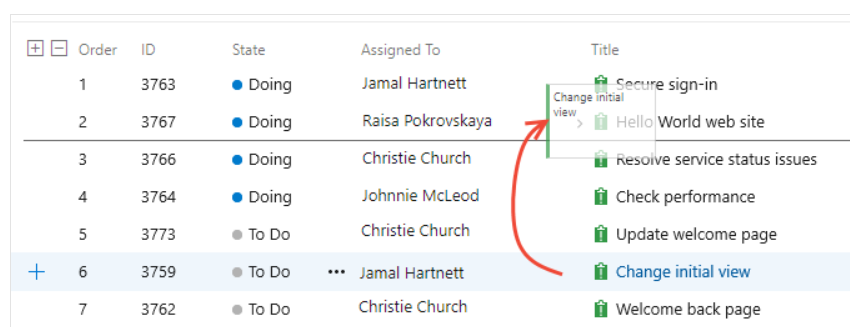 Order ID State Assigned To Title
1 3763 Doing Jamal Hartnett Secure sign-in
Change initial
view
2 3767 Doing Raisa Pokrovskaya Hello World web site
3 3766 Doing Christie Church Resolve service status issues
4 3764 Doing Johnnie McLeod Check performance
5 3773 To Do Christie Church Update welcome page
6 3759 To Do ••• Jamal Hartnett Change initial view
7 3762 To Do Christie Church Welcome back page